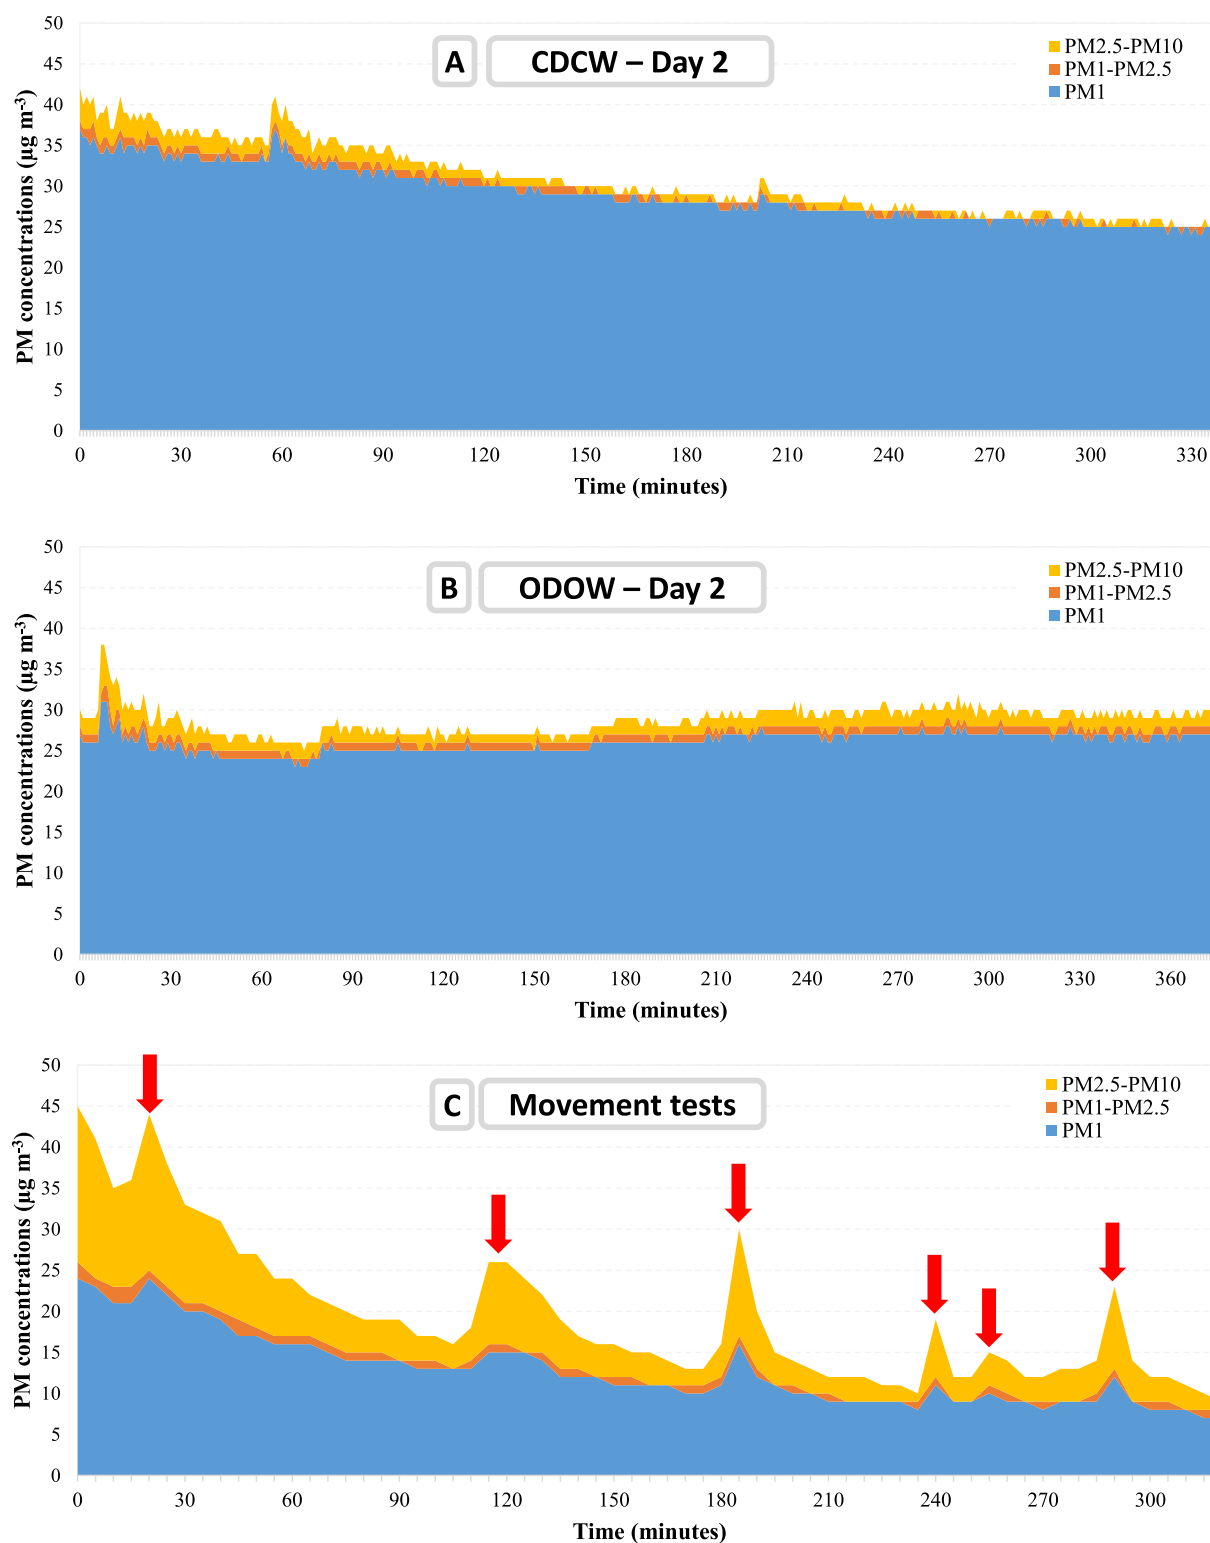 A
CDCW – Day 2
PM2.5-PM10
PM1-PM2.5
PM1
PM concentrations (µg m⁻³)
50
45
40
35
30
25
20
15
10
5
0
0 30 60 90 120 150 180 210 240 270 300 330
Time (minutes)
B
ODOW – Day 2
PM2.5-PM10
PM1-PM2.5
PM1
PM concentrations (µg m⁻³)
50
45
40
35
30
25
20
15
10
5
0
0 30 60 90 120 150 180 210 240 270 300 330 360
Time (minutes)
C
Movement tests
PM2.5-PM10
PM1-PM2.5
PM1
PM concentrations (µg m⁻³)
50
45
40
35
30
25
20
15
10
5
0
0 30 60 90 120 150 180 210 240 270 300
Time (minutes)